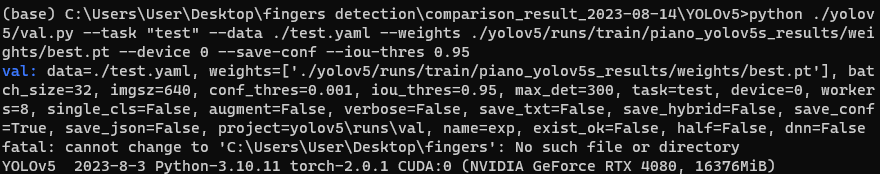 (base) C:\Users\User\Desktop\fingers detection\comparison_result_2023-08-14\YOLOv5>python ./yolov
5/val.py --task "test" --data ./test.yaml --weights ./yolov5/runs/train/piano_yolov5s_results/wei
ghts/best.pt --device 0 --save-conf --iou-thres 0.95
val: data=./test.yaml, weights=['./yolov5/runs/train/piano_yolov5s_results/weights/best.pt'], bat
ch_size=32, imgsz=640, conf_thres=0.001, iou_thres=0.95, max_det=300, task=test, device=0, worker
s=8, single_cls=False, augment=False, verbose=False, save_txt=False, save_hybrid=False, save_conf
=True, save_json=False, project=yolov5\runs\val, name=exp, exist_ok=False, half=False, dnn=False
fatal: cannot change to 'C:\Users\User\Desktop\fingers': No such file or directory
YOLOv5  2023-8-3 Python-3.10.11 torch-2.0.1 CUDA:0 (NVIDIA GeForce RTX 4080, 16376MiB)